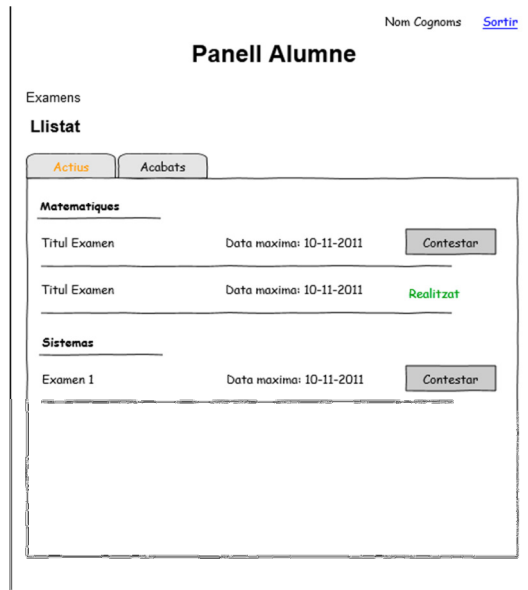 Nom Cognoms Sortir
Panell Alumne
Examens
Llistat
Actius Acabats
Matematiques
Titul Examen Data maxima: 10-11-2011 Contestar
Titul Examen Data maxima: 10-11-2011 Realitzat
Sistemas
Examen 1 Data maxima: 10-11-2011 Contestar